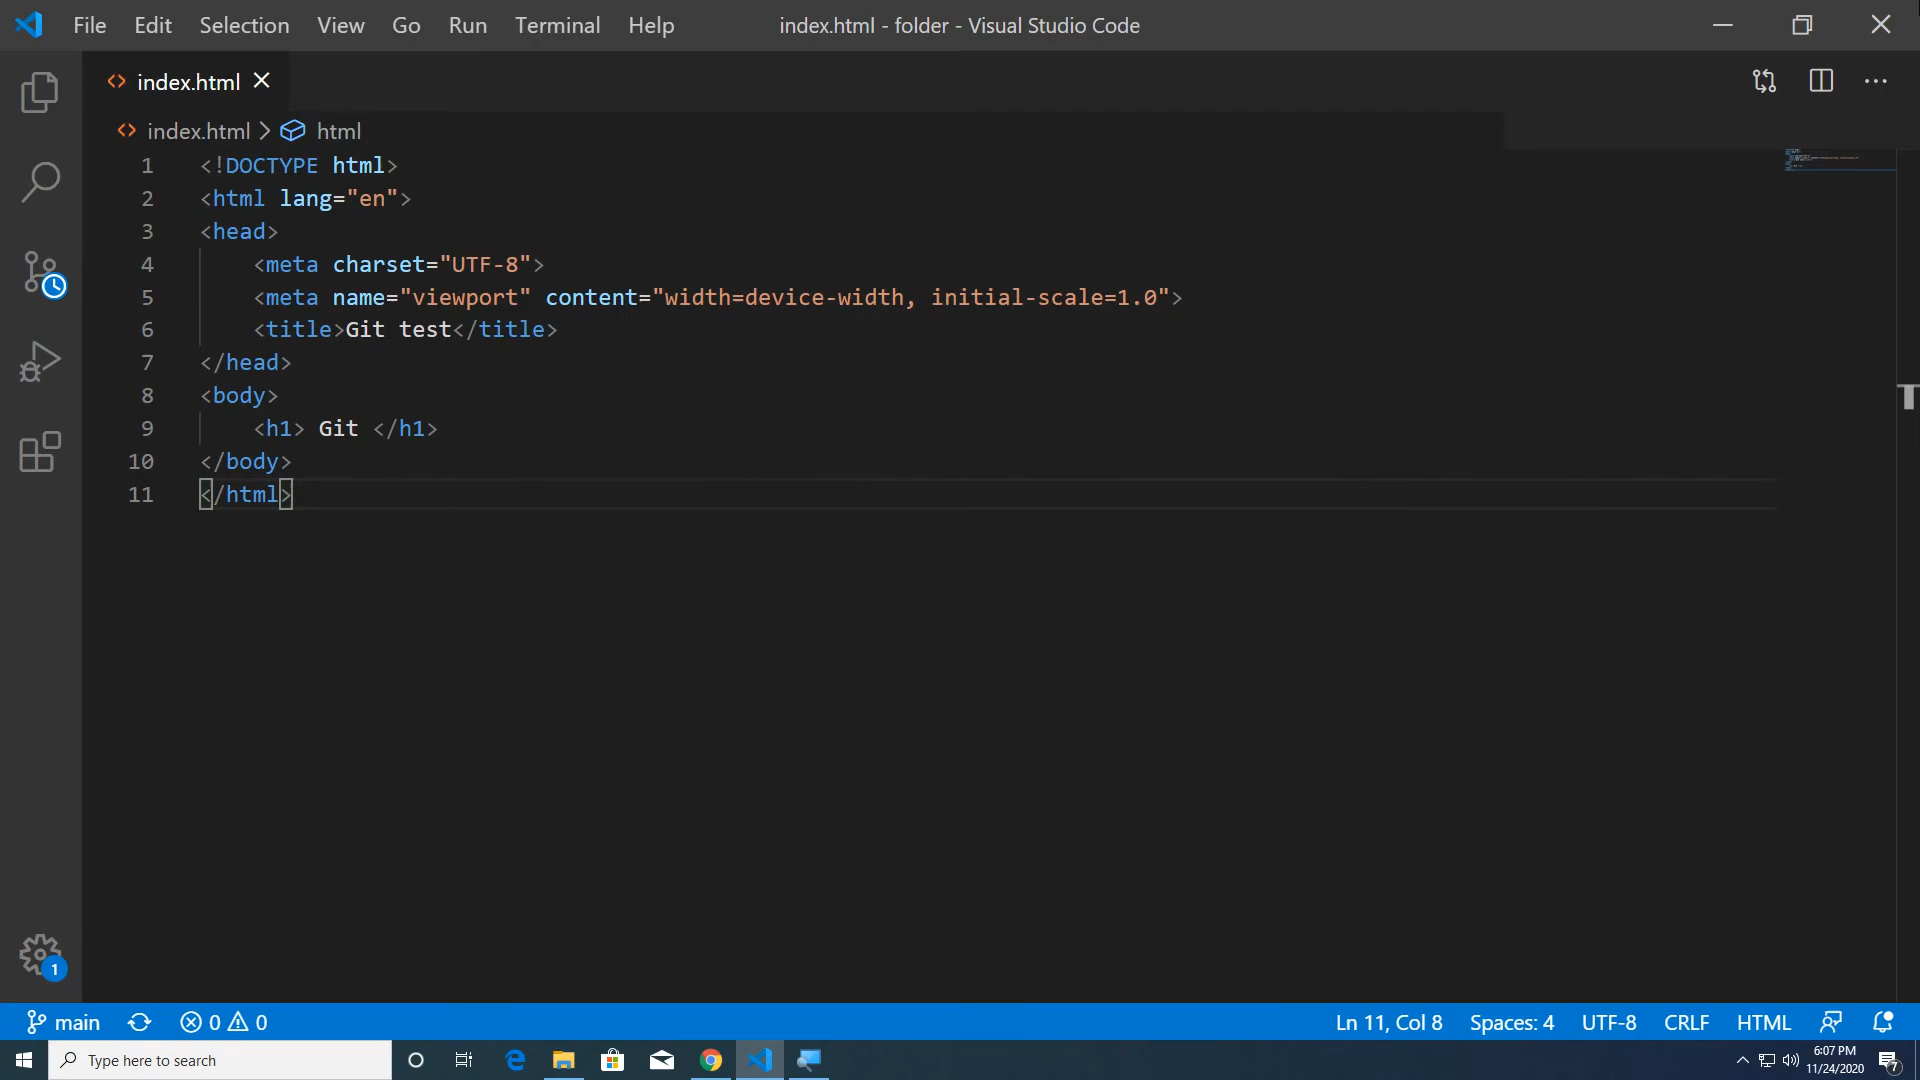 File Edit Selection View Go Run Terminal Help index.html - folder - Visual Studio Code
index.html
index.html > html
1 <!DOCTYPE html>
2 <html lang="en">
3 <head>
4     <meta charset="UTF-8">
5     <meta name="viewport" content="width=device-width, initial-scale=1.0">
6     <title>Git test</title>
7 </head>
8 <body>
9     <h1> Git </h1>
10 </body>
11 </html>
1
main 0 0 Ln 11, Col 8 Spaces: 4 UTF-8 CRLF HTML
Type here to search
6:07 PM
11/24/2020
7